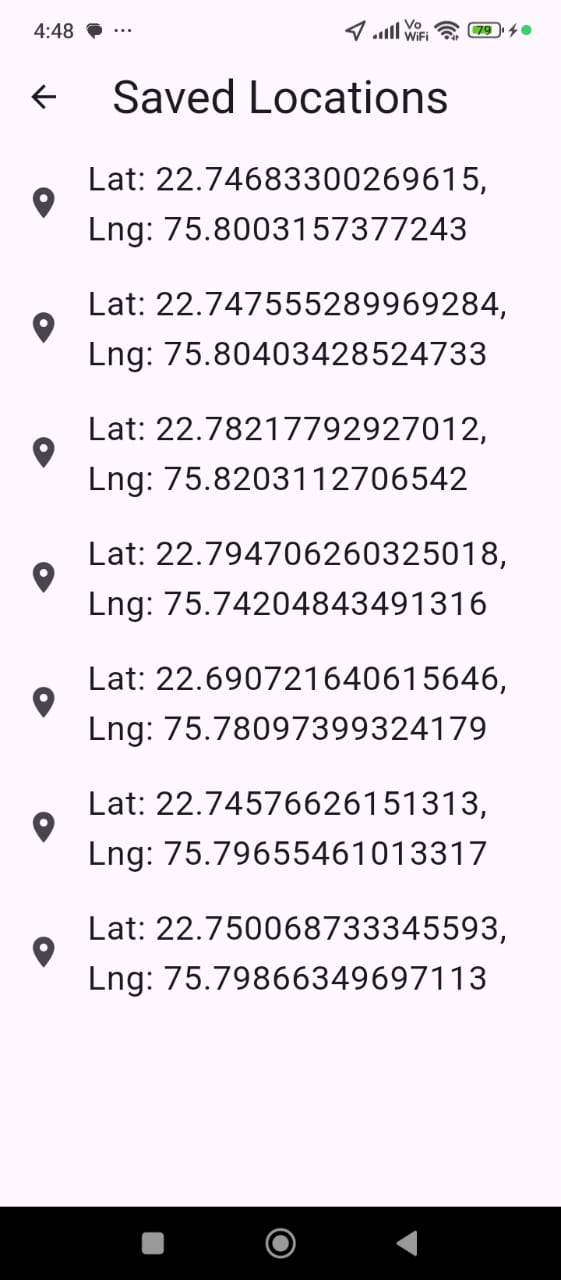 4:48
Vo
WiFi
79
Saved Locations
Lat: 22.74683300269615,
Lng: 75.8003157377243
Lat: 22.747555289969284,
Lng: 75.80403428524733
Lat: 22.78217792927012,
Lng: 75.8203112706542
Lat: 22.794706260325018,
Lng: 75.74204843491316
Lat: 22.690721640615646,
Lng: 75.78097399324179
Lat: 22.74576626151313,
Lng: 75.79655461013317
Lat: 22.750068733345593,
Lng: 75.79866349697113